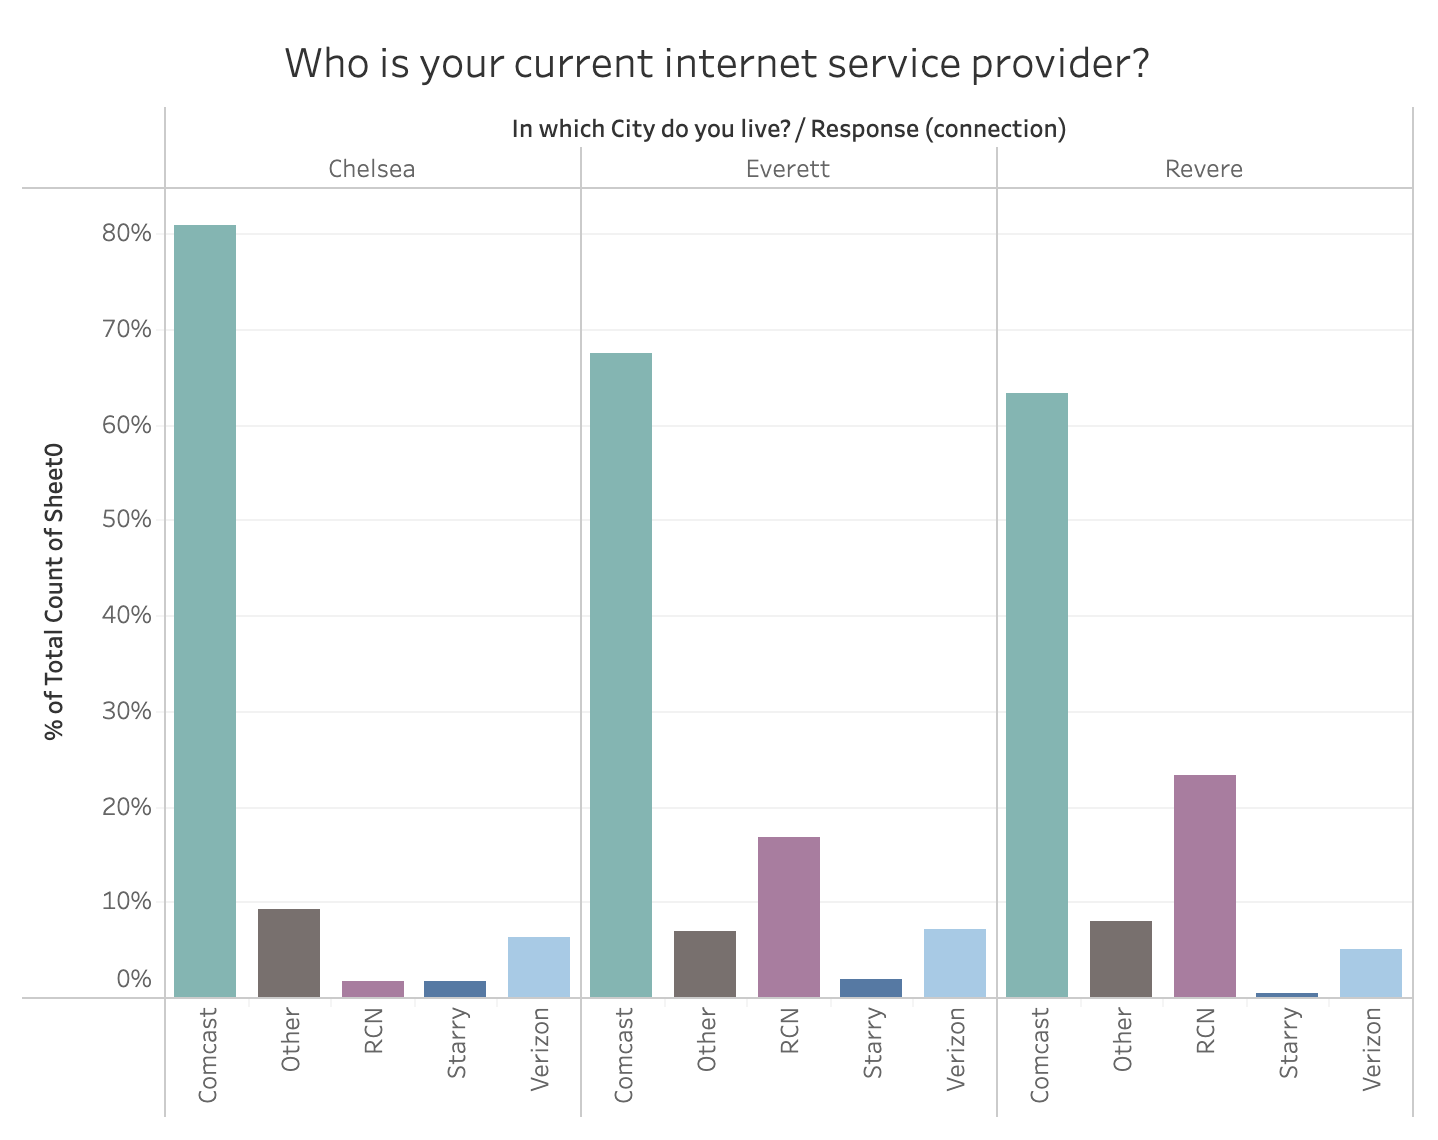 Who is your current internet service provider?
In which City do you live? / Response (connection)
Chelsea Everett Revere
80%
70%
60%
50%
40%
30%
20%
10%
0%
% of Total Count of Sheet0
Comcast Other RCN Starry Verizon Comcast Other RCN Starry Verizon Comcast Other RCN Starry Verizon